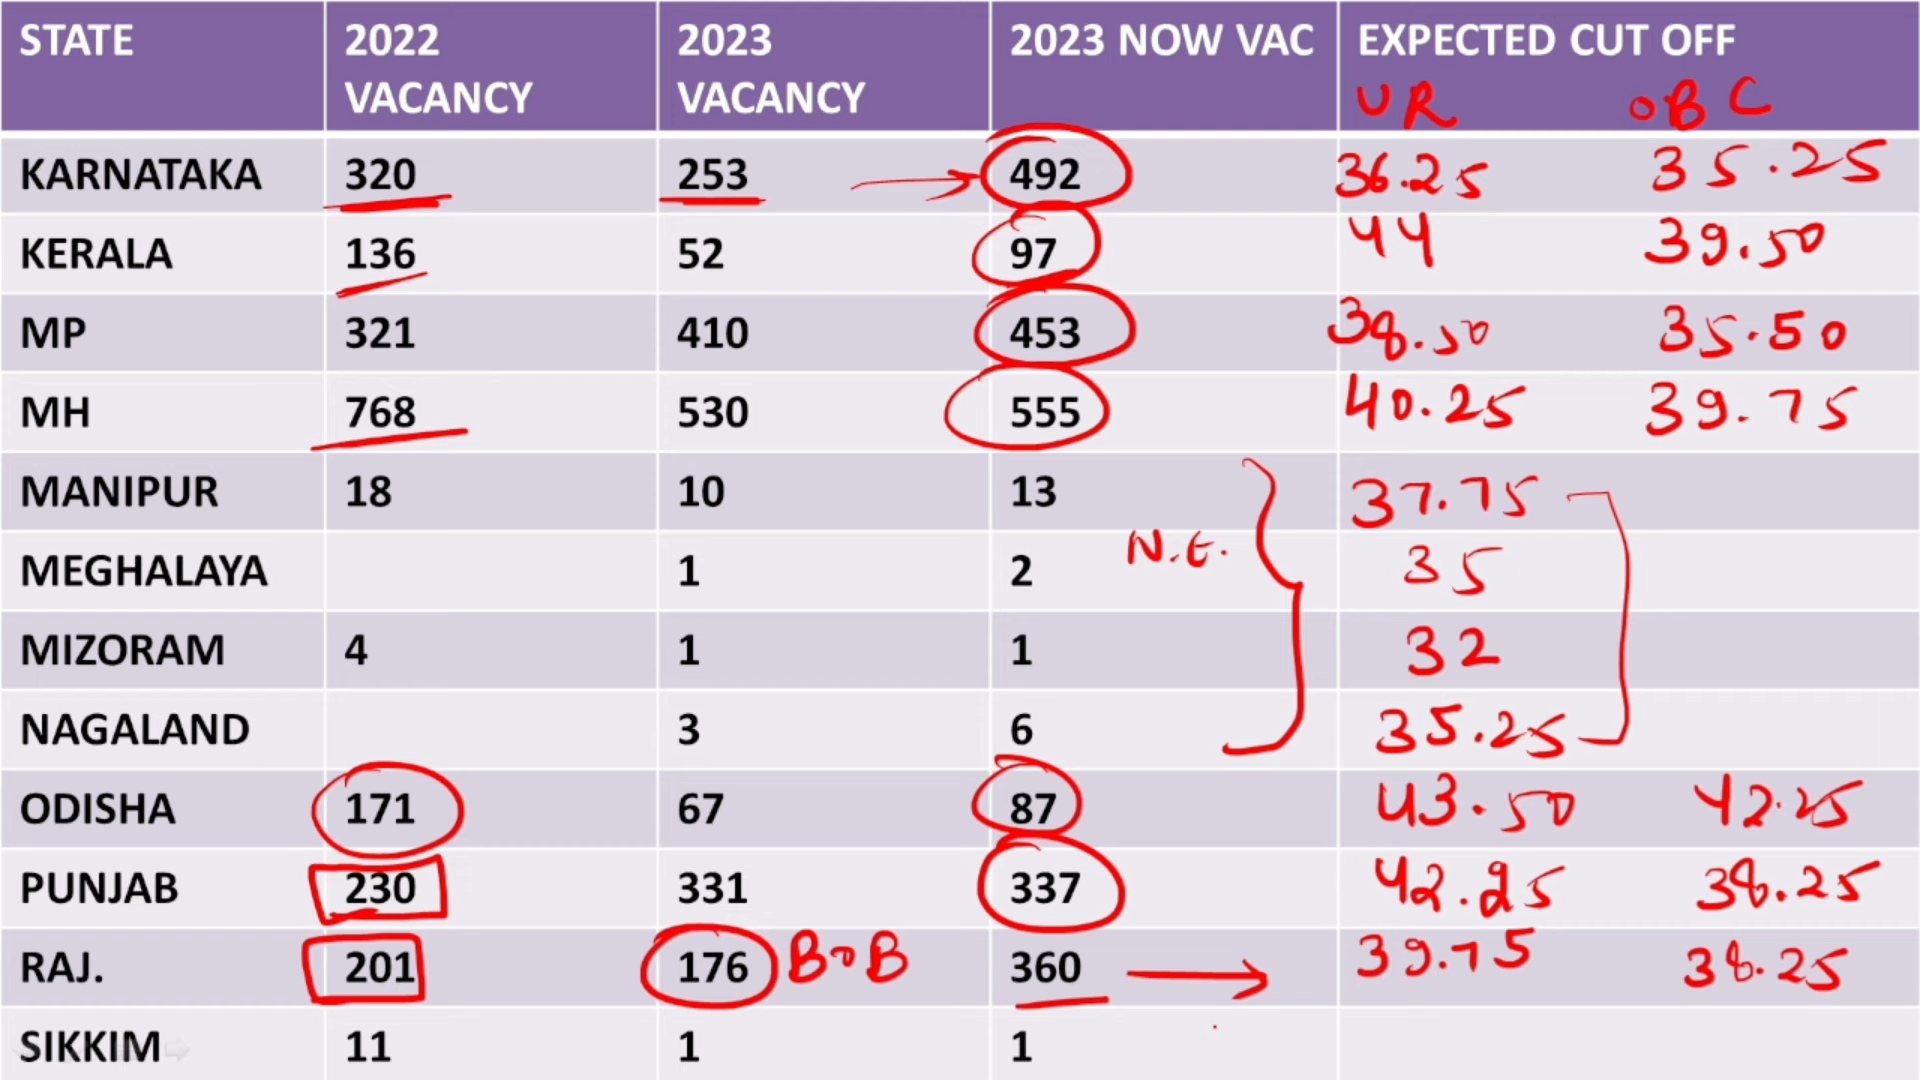 STATE 2022 VACANCY 2023 VACANCY 2023 NOW VAC EXPECTED CUT OFF
UR OBC
KARNATAKA 320 253 492 36.25 35.25
KERALA 136 52 97 44 39.50
MP 321 410 453 38.50 35.50
MH 768 530 555 40.25 39.75
MANIPUR 18 10 13 37.75
N.E.
MEGHALAYA 1 2 35
MIZORAM 4 1 1 32
NAGALAND 3 6 35.25
ODISHA 171 67 87 43.50 42.25
PUNJAB 230 331 337 42.25 38.25
RAJ. 201 176 BOB 360 39.75 38.25
SIKKIM 11 1 1